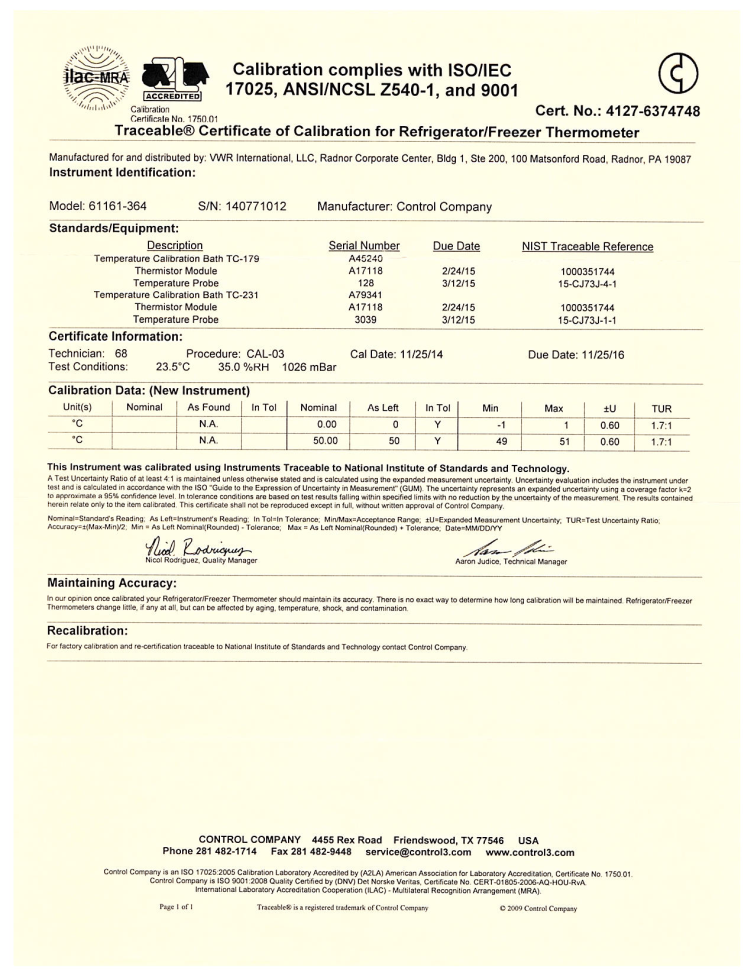 ilac-MRA
ACCREDITED
Calibration
Certificate No. 1750.01
Calibration complies with ISO/IEC
17025, ANSI/NCSL Z540-1, and 9001
Cert. No.: 4127-6374748
Traceable® Certificate of Calibration for Refrigerator/Freezer Thermometer
Manufactured for and distributed by: VWR International, LLC, Radnor Corporate Center, Bldg 1, Ste 200, 100 Matsonford Road, Radnor, PA 19087
Instrument Identification:
Model: 61161-364 S/N: 140771012 Manufacturer: Control Company
Standards/Equipment:
Description Serial Number Due Date NIST Traceable Reference
Temperature Calibration Bath TC-179 A45240
Thermistor Module A17118 2/24/15 1000351744
Temperature Probe 128 3/12/15 15-CJ73J-4-1
Temperature Calibration Bath TC-231 A79341
Thermistor Module A17118 2/24/15 1000351744
Temperature Probe 3039 3/12/15 15-CJ73J-1-1
Certificate Information:
Technician: 68 Procedure: CAL-03 Cal Date: 11/25/14 Due Date: 11/25/16
Test Conditions: 23.5°C 35.0 %RH 1026 mBar
Calibration Data: (New Instrument)
Unit(s) Nominal As Found In Tol Nominal As Left In Tol Min Max ±U TUR
°C N.A. 0.00 0 Y -1 1 0.60 1.7:1
°C N.A. 50.00 50 Y 49 51 0.60 1.7:1
This Instrument was calibrated using Instruments Traceable to National Institute of Standards and Technology.
A Test Uncertainty Ratio of at least 4:1 is maintained unless otherwise stated and is calculated using the expanded measurement uncertainty. Uncertainty evaluation includes the instrument under
test and is calculated in accordance with the ISO "Guide to the Expression of Uncertainty in Measurement" (GUM). The uncertainty represents an expanded uncertainty using a coverage factor k=2
to approximate a 95% confidence level. In tolerance conditions are based on test results falling within specified limits with no reduction by the uncertainty of the measurement. The results contained
herein relate only to the item calibrated. This certificate shall not be reproduced except in full, without written approval of Control Company.
Nominal=Standard's Reading; As Left=Instrument's Reading; In Tol=In Tolerance; Min/Max=Acceptance Range; ±U=Expanded Measurement Uncertainty; TUR=Test Uncertainty Ratio;
Accuracy=±(Max-Min)/2; Min = As Left Nominal(Rounded) - Tolerance; Max = As Left Nominal(Rounded) + Tolerance; Date=MM/DD/YY
Nicol Rodriguez
Nicol Rodriguez, Quality Manager
Aaron Judice, Technical Manager
Maintaining Accuracy:
In our opinion once calibrated your Refrigerator/Freezer Thermometer should maintain its accuracy. There is no exact way to determine how long calibration will be maintained. Refrigerator/Freezer
Thermometers change little, if any at all, but can be affected by aging, temperature, shock, and contamination.
Recalibration:
For factory calibration and re-certification traceable to National Institute of Standards and Technology contact Control Company.
CONTROL COMPANY 4455 Rex Road Friendswood, TX 77546 USA
Phone 281 482-1714 Fax 281 482-9448 service@control3.com www.control3.com
Control Company is an ISO 17025:2005 Calibration Laboratory Accredited by (A2LA) American Association for Laboratory Accreditation, Certificate No. 1750.01.
Control Company is ISO 9001:2008 Quality Certified by (DNV) Det Norske Veritas, Certificate No. CERT-01805-2006-AQ-HOU-RvA.
International Laboratory Accreditation Cooperation (ILAC) - Multilateral Recognition Arrangement (MRA).
Page 1 of 1 Traceable® is a registered trademark of Control Company © 2009 Control Company